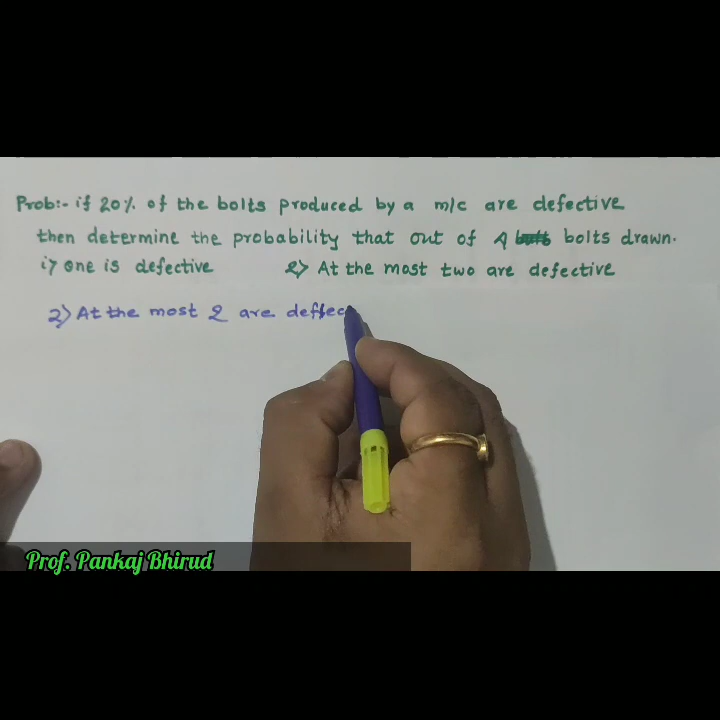 Prob:- if 20% of the bolts produced by a m/c are defective
then determine the probability that out of 4 bolts drawn.
i) one is defective 2) At the most two are defective
2) At the most 2 are deffec
Prof. Pankaj Bhirud